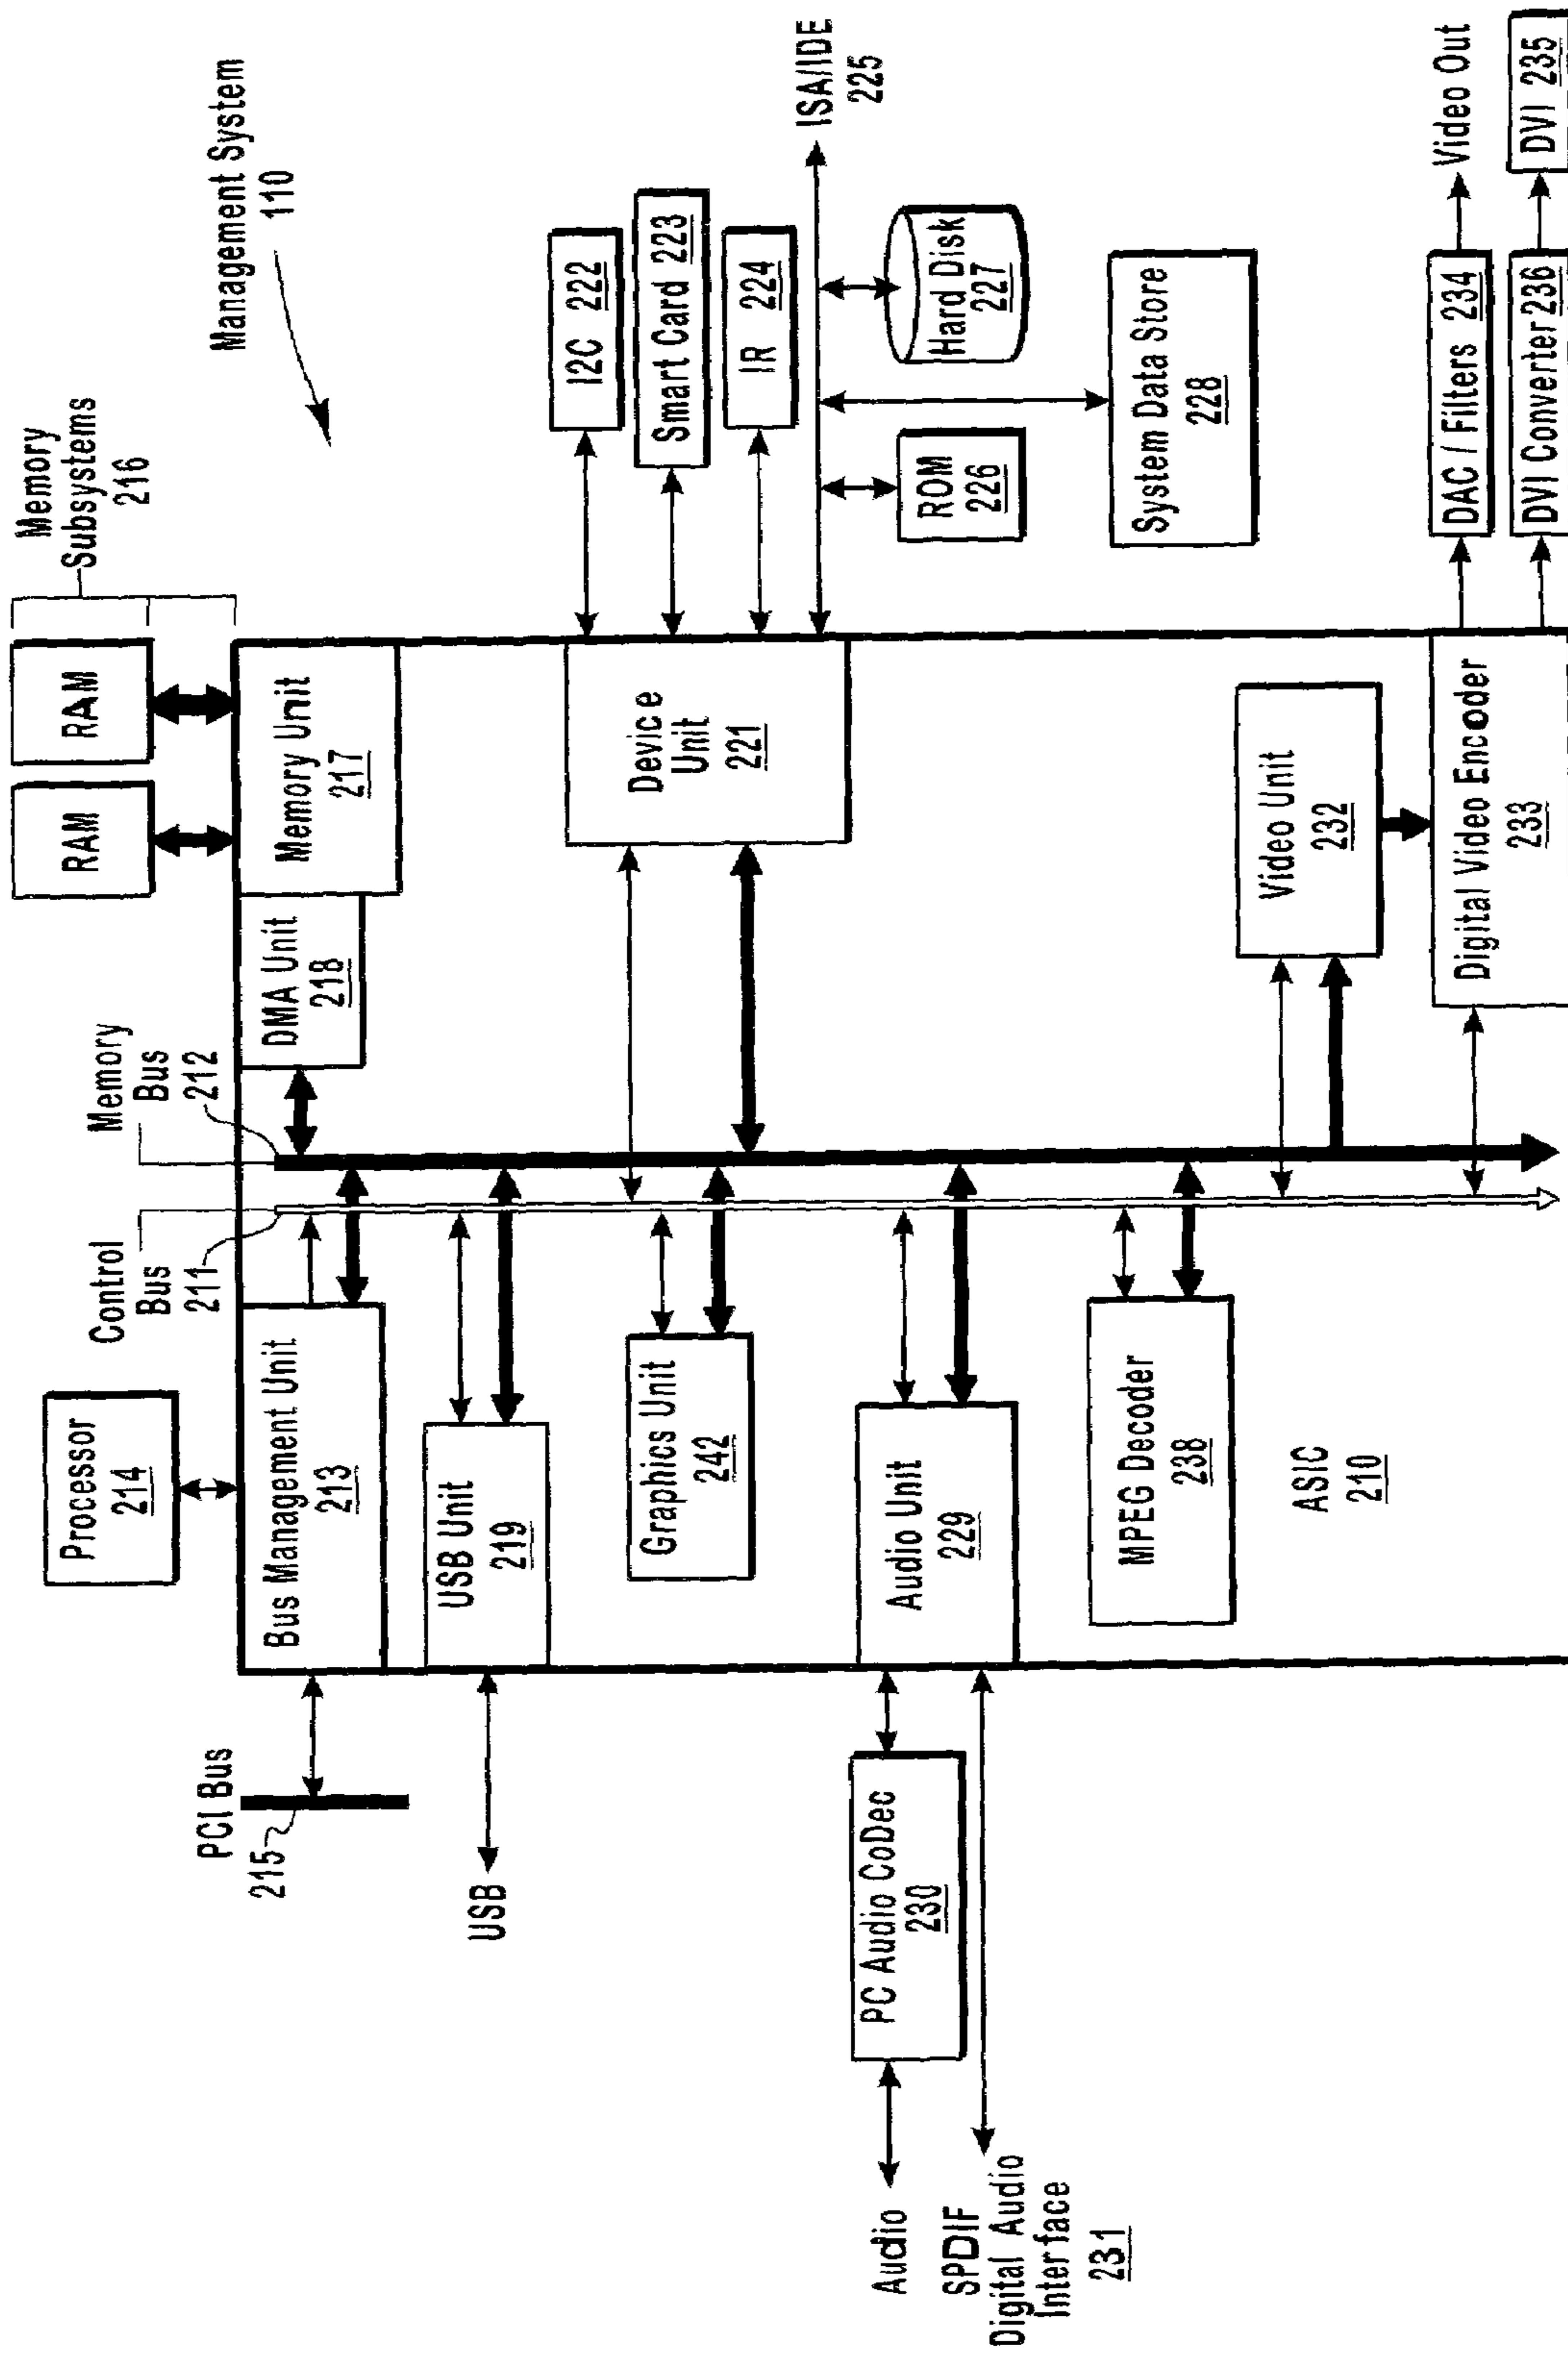 Management System
110
Memory
Subsystems
216
RAM
RAM
Memory
Bus
212
Control
Bus
211
Processor
214
PCI Bus
215
Bus Management Unit
213
DMA Unit
218
Memory Unit
217
USB
USB Unit
219
Graphics Unit
242
Device
Unit
221
I2C 222
Smart Card 223
IR 224
ISA/IDE
225
ROM
226
Hard Disk
227
System Data Store
228
Audio
PC Audio CoDec
230
SPDIF
Digital Audio
Interface
231
Audio Unit
229
MPEG Decoder
238
ASIC
210
Video Unit
232
Digital Video Encoder
233
DAC / Filters 234
Video Out
DVI Converter 236
DVI 235